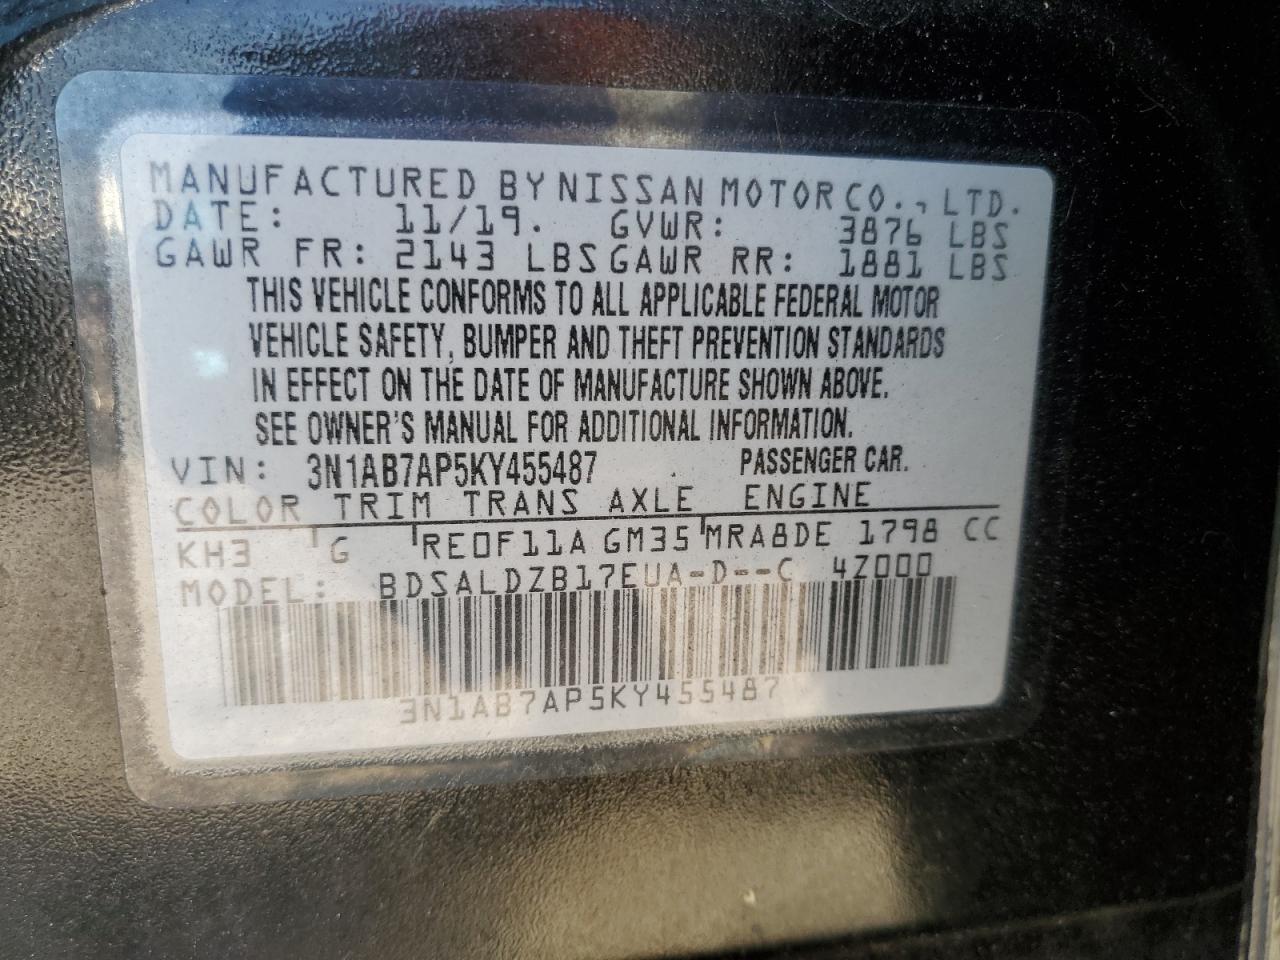 MANUFACTURED BY NISSAN MOTOR CO., LTD.
DATE: 11/19. GVWR: 3876 LBS
GAWR FR: 2143 LBS GAWR RR: 1881 LBS
THIS VEHICLE CONFORMS TO ALL APPLICABLE FEDERAL MOTOR
VEHICLE SAFETY, BUMPER AND THEFT PREVENTION STANDARDS
IN EFFECT ON THE DATE OF MANUFACTURE SHOWN ABOVE.
SEE OWNER'S MANUAL FOR ADDITIONAL INFORMATION.
VIN: 3N1AB7AP5KY455487 PASSENGER CAR.
COLOR TRIM TRANS AXLE ENGINE
KH3 G RE0F11A GM35 MRA8DE 1798 CC
MODEL: BDSALDZB17EUA-D--C 4Z000
3N1AB7AP5KY455487